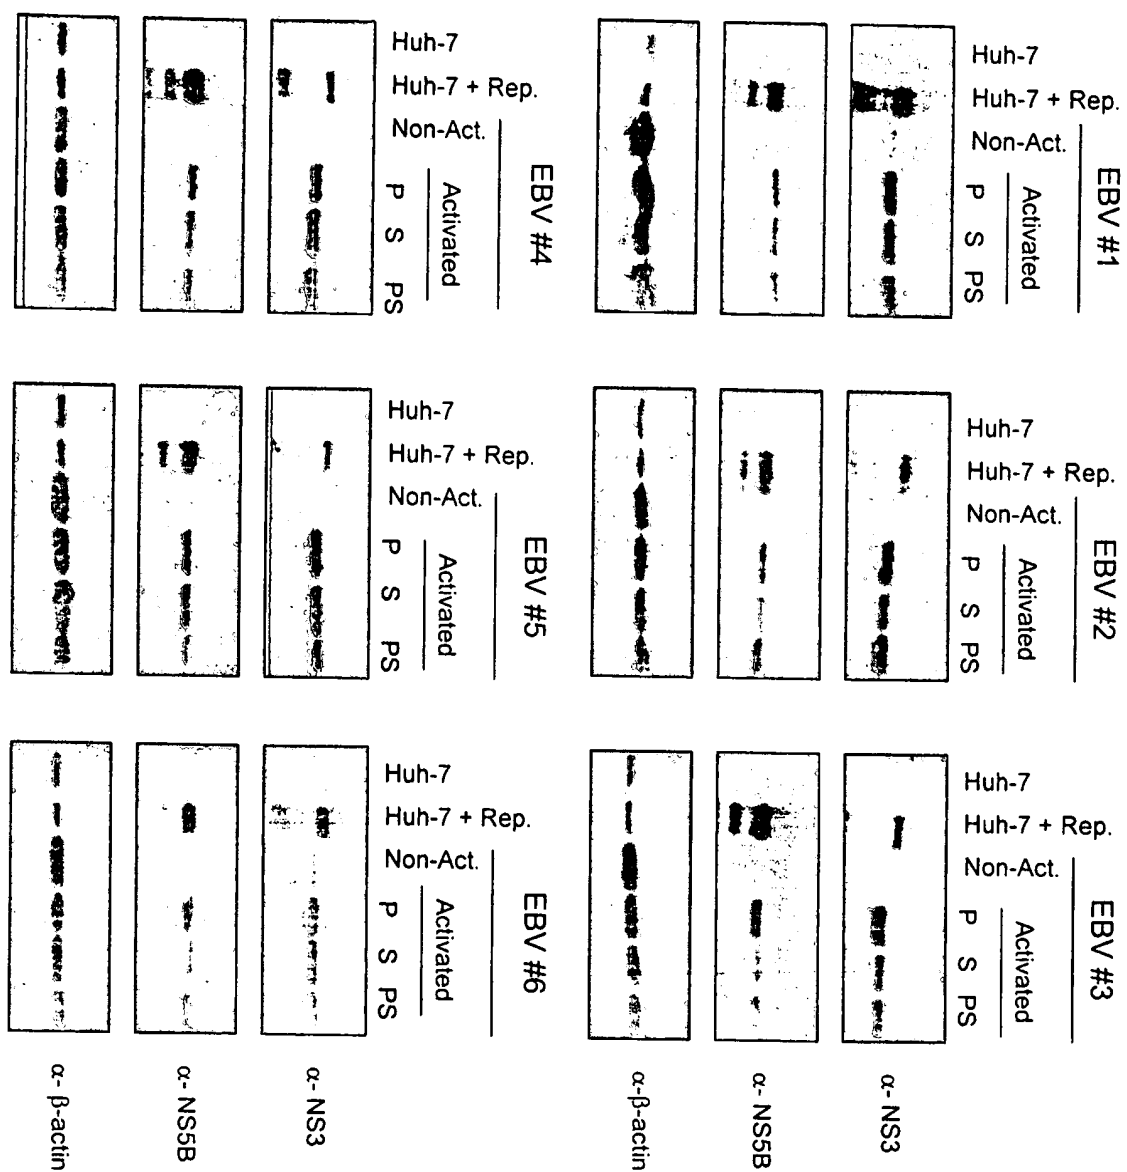 EBV #1
Activated
Huh-7
Huh-7 + Rep.
Non-Act.
P
S
PS
EBV #2
Activated
Huh-7
Huh-7 + Rep.
Non-Act.
P
S
PS
EBV #3
Activated
Huh-7
Huh-7 + Rep.
Non-Act.
P
S
PS
α- NS3
α- NS5B
α-β-actin
EBV #4
Activated
Huh-7
Huh-7 + Rep.
Non-Act.
P
S
PS
EBV #5
Activated
Huh-7
Huh-7 + Rep.
Non-Act.
P
S
PS
EBV #6
Activated
Huh-7
Huh-7 + Rep.
Non-Act.
P
S
PS
α- NS3
α- NS5B
α- β-actin